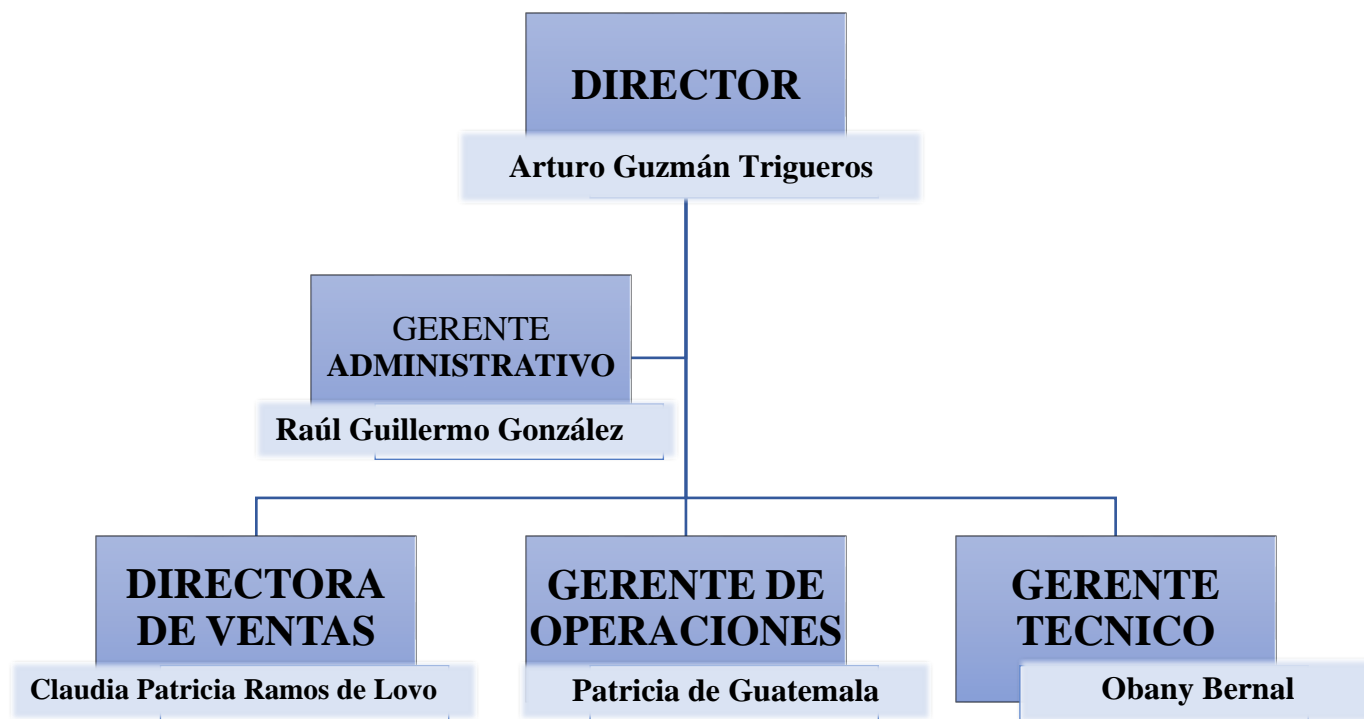 DIRECTOR
Arturo Guzmán Trigueros
GERENTE
ADMINISTRATIVO
Raúl Guillermo González
DIRECTORA
DE VENTAS
Claudia Patricia Ramos de Lovo
GERENTE DE
OPERACIONES
Patricia de Guatemala
GERENTE
TECNICO
Obany Bernal